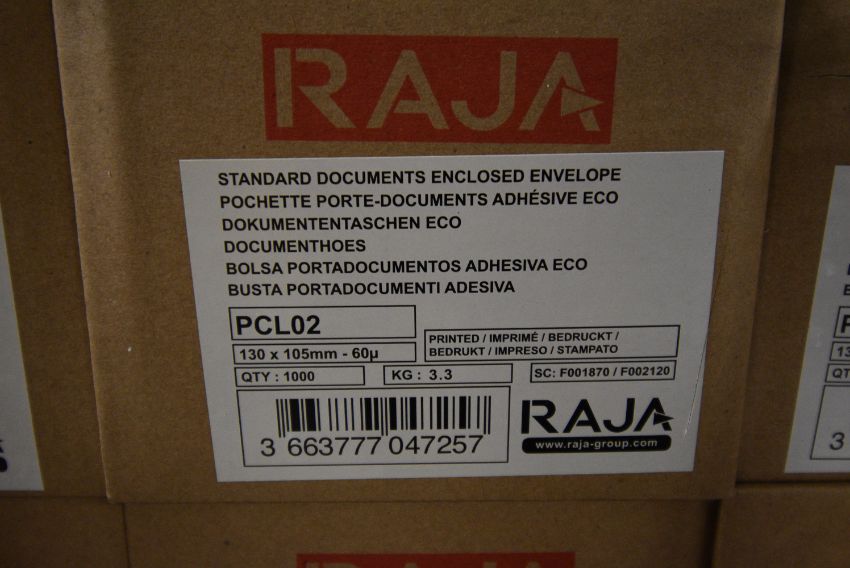 RAJA
STANDARD DOCUMENTS ENCLOSED ENVELOPE
POCHETTE PORTE-DOCUMENTS ADHÉSIVE ECO
DOKUMENTENTASCHEN ECO
DOCUMENTHOES
BOLSA PORTADOCUMENTOS ADHESIVA ECO
BUSTA PORTADOCUMENTI ADESIVA
PCL02
130 x 105mm - 60µ
PRINTED / IMPRIMÉ / BEDRUCKT /
BEDRUKT / IMPRESO / STAMPATO
QTY : 1000
KG : 3.3
SC: F001870 / F002120
3 663777 047257
RAJA
www.raja-group.com
RAJA